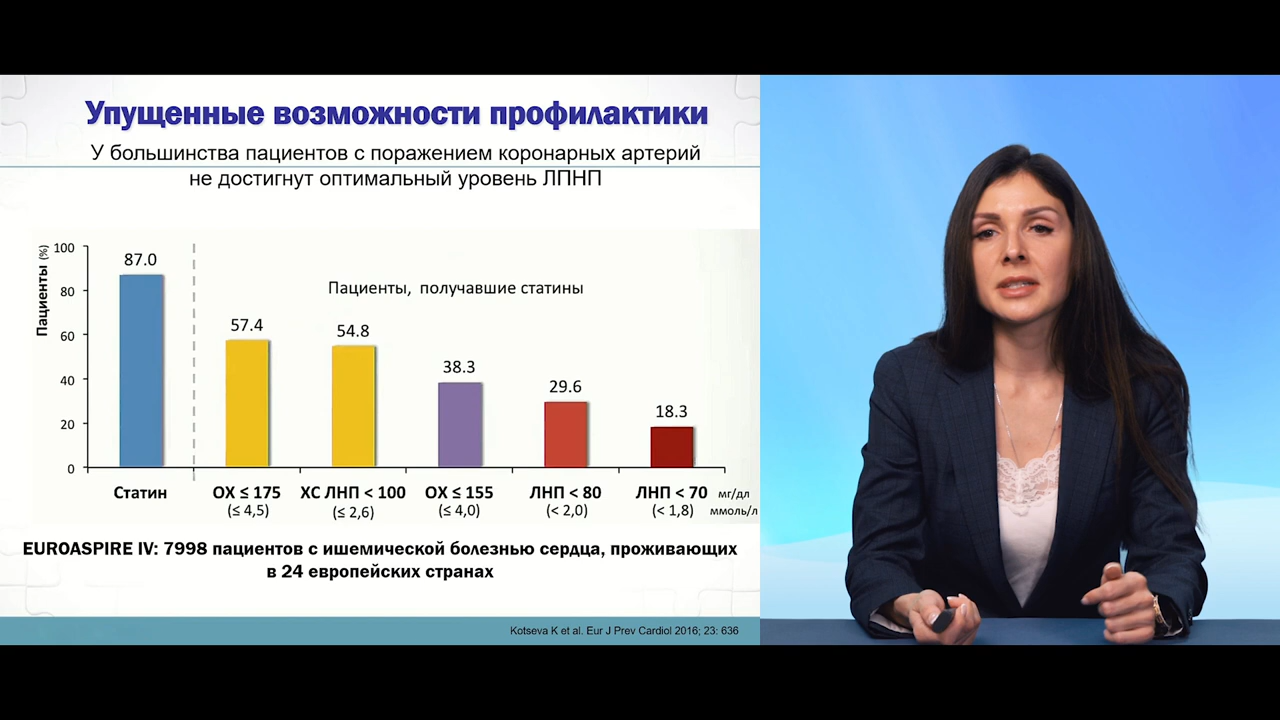 Упущенные возможности профилактики
У большинства пациентов с поражением коронарных артерий
не достигнут оптимальный уровень ЛПНП
Пациенты (%)
100
80
60
40
20
0
87.0
57.4
54.8
38.3
29.6
18.3
Пациенты, получавшие статины
Статин
ОХ ≤ 175 ХС ЛНП < 100 ОХ ≤ 155 ЛНП < 80 ЛНП < 70 мг/дл
(≤ 4,5) (≤ 2,6) (≤ 4,0) (< 2,0) (< 1,8) ммоль/л
EUROASPIRE IV: 7998 пациентов с ишемической болезнью сердца, проживающих
в 24 европейских странах
Kotseva K et al. Eur J Prev Cardiol 2016; 23: 636